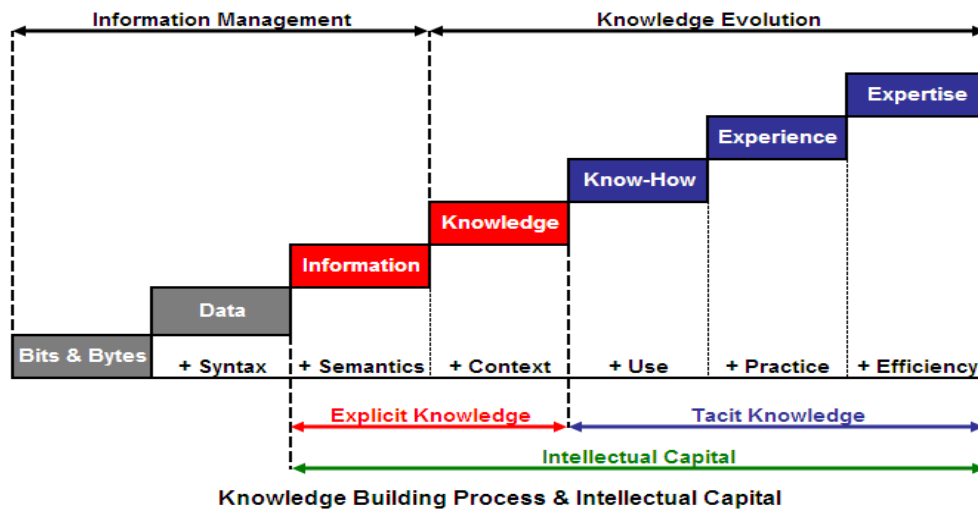 Information Management
Knowledge Evolution
Expertise
Experience
Know-How
Knowledge
Information
Data
Bits & Bytes
+ Syntax
+ Semantics
+ Context
+ Use
+ Practice
+ Efficiency
Explicit Knowledge
Tacit Knowledge
Intellectual Capital
Knowledge Building Process & Intellectual Capital